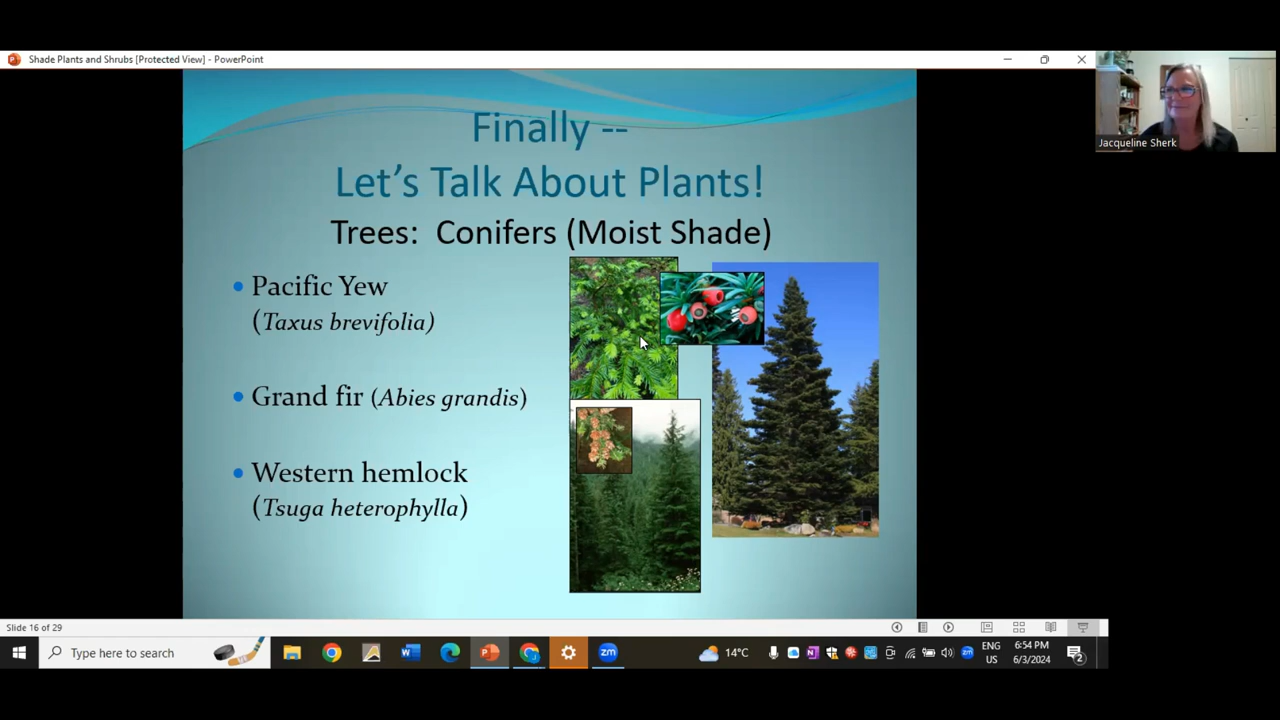 Shade Plants and Shrubs [Protected View] - PowerPoint
Jacqueline Sherk
Finally --
Let's Talk About Plants!
Trees: Conifers (Moist Shade)
• Pacific Yew
(Taxus brevifolia)
• Grand fir (Abies grandis)
• Western hemlock
(Tsuga heterophylla)
Slide 16 of 29
Type here to search
14°C
ENG
US
6:54 PM
6/3/2024
2